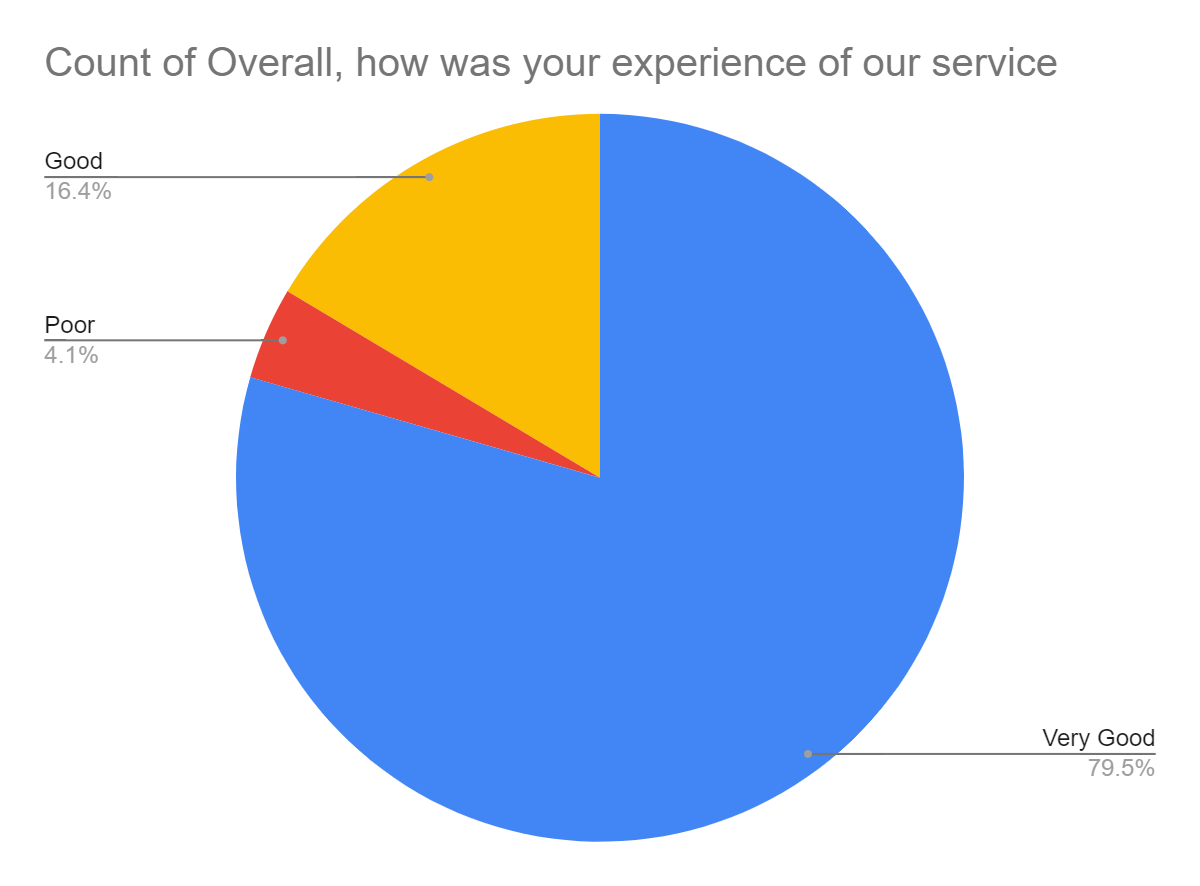 Count of Overall, how was your experience of our service
Good
16.4%
Poor
4.1%
Very Good
79.5%